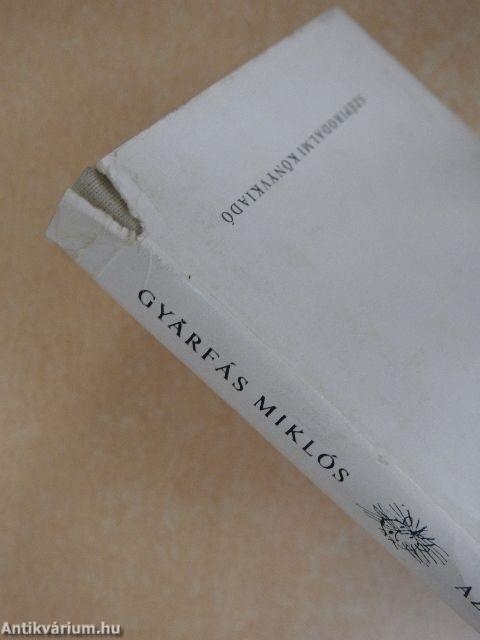 SZÉPIRODALMI KÖNYVKIADÓ
GYÁRFÁS MIKLÓS
Antikvárium.hu